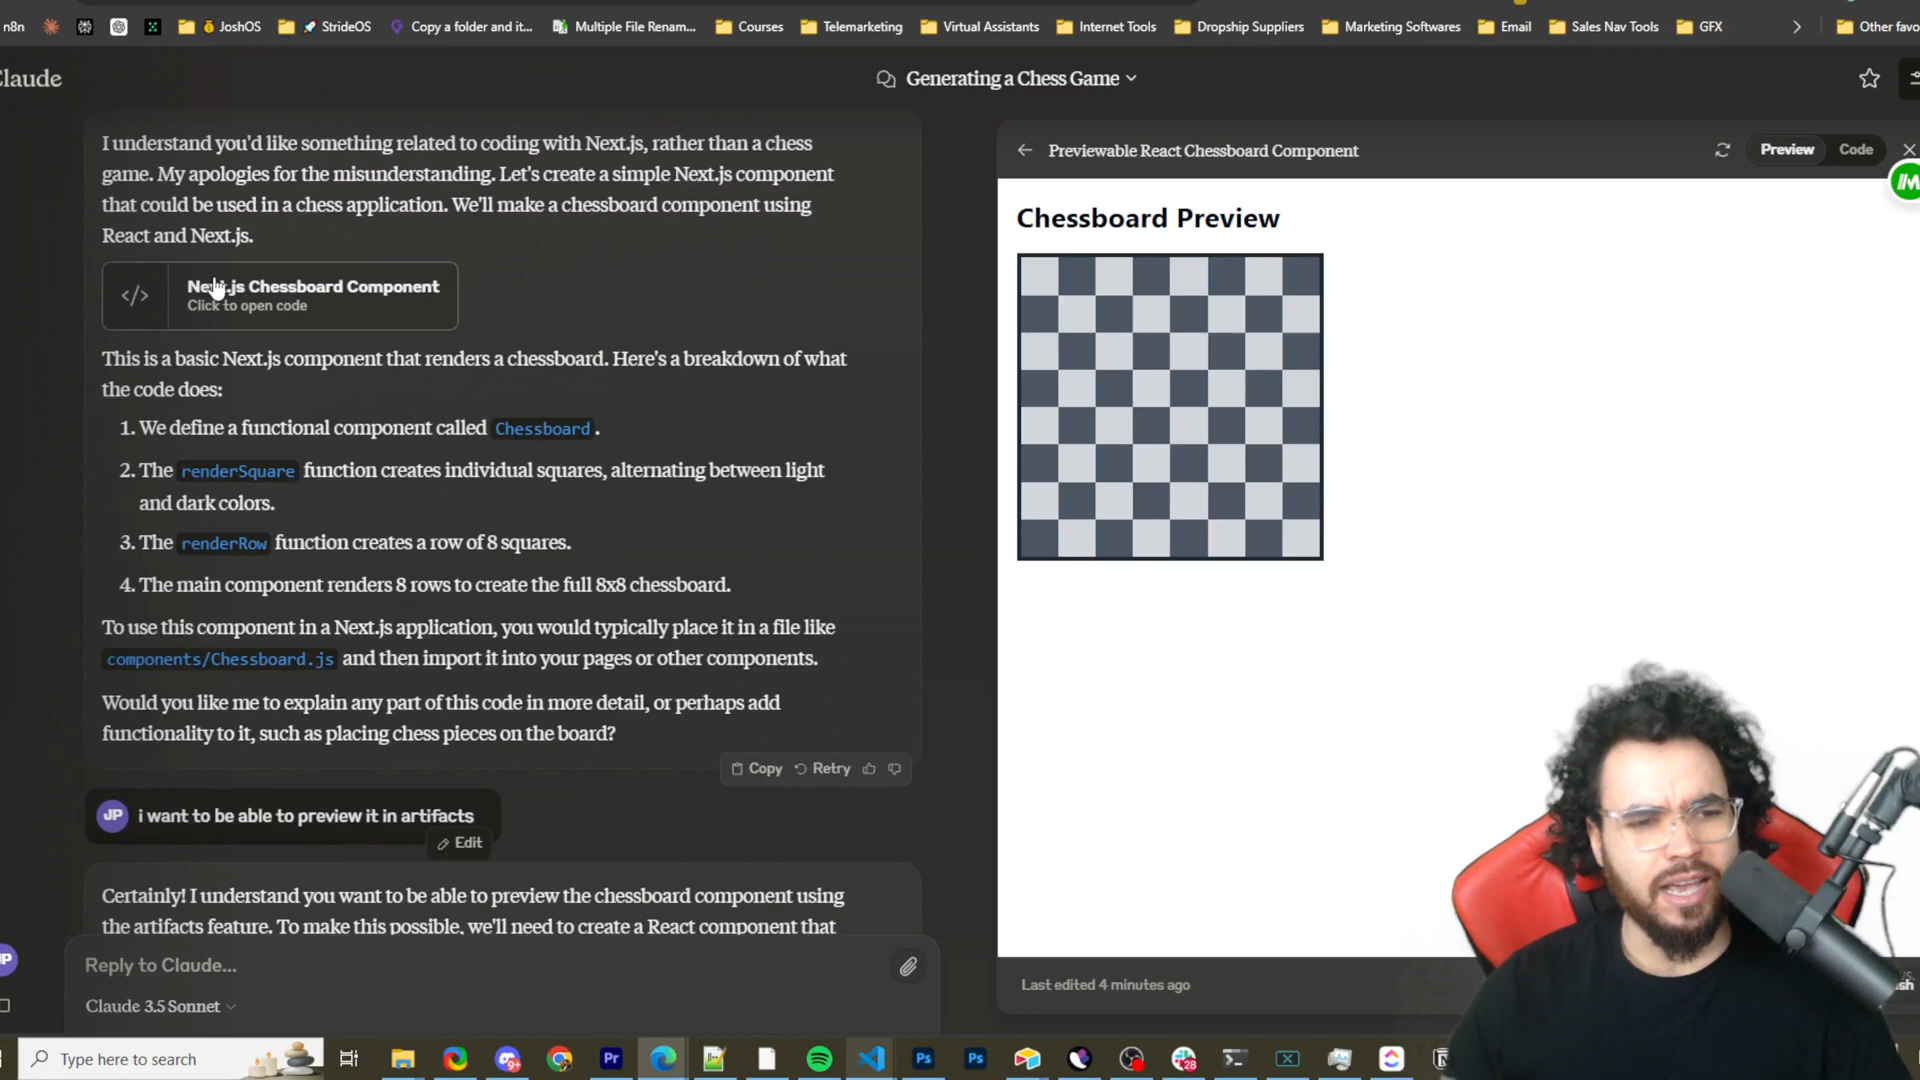 n8n
JoshOS
StrideOS
Copy a folder and it...
Multiple File Renam...
Courses
Telemarketing
Virtual Assistants
Internet Tools
Dropship Suppliers
Marketing Softwares
Email
Sales Nav Tools
GFX
Other favo
Claude
Generating a Chess Game
I understand you'd like something related to coding with Next.js, rather than a chess
game. My apologies for the misunderstanding. Let's create a simple Next.js component
that could be used in a chess application. We'll make a chessboard component using
React and Next.js.
</>
Next.js Chessboard Component
Click to open code
This is a basic Next.js component that renders a chessboard. Here's a breakdown of what
the code does:
1. We define a functional component called Chessboard.
2. The renderSquare function creates individual squares, alternating between light
and dark colors.
3. The renderRow function creates a row of 8 squares.
4. The main component renders 8 rows to create the full 8x8 chessboard.
To use this component in a Next.js application, you would typically place it in a file like
components/Chessboard.js and then import it into your pages or other components.
Would you like me to explain any part of this code in more detail, or perhaps add
functionality to it, such as placing chess pieces on the board?
Copy Retry
JP i want to be able to preview it in artifacts
Edit
Certainly! I understand you want to be able to preview the chessboard component using
the artifacts feature. To make this possible, we'll need to create a React component that
JP
Reply to Claude...
Claude 3.5 Sonnet
Previewable React Chessboard Component
Preview
Code
Chessboard Preview
Last edited 4 minutes ago
Type here to search
9+
Pr
Ps
Ps
28